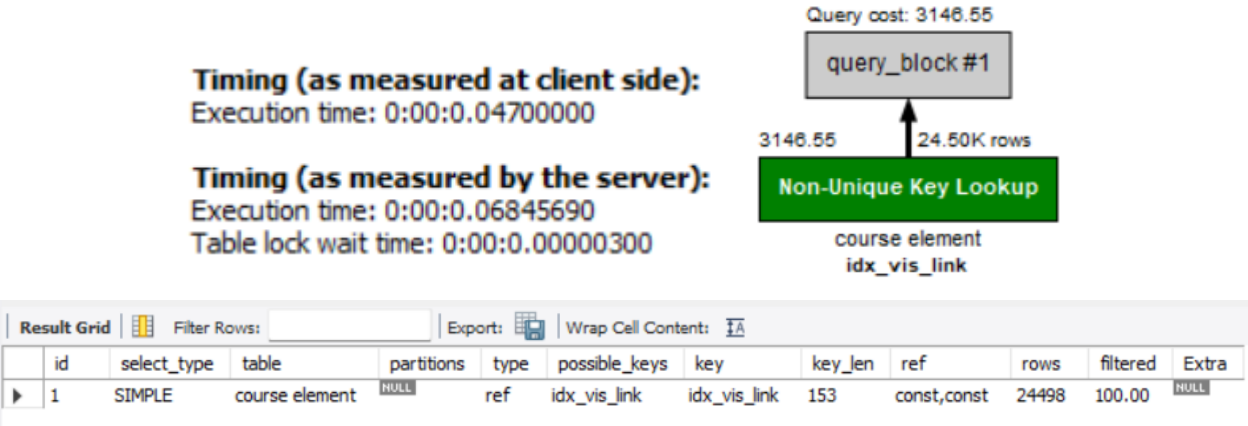 Timing (as measured at client side):
Execution time: 0:00:0.04700000
Timing (as measured by the server):
Execution time: 0:00:0.06845690
Table lock wait time: 0:00:0.00000300
Query cost: 3146.55
query_block #1
3146.55 24.50K rows
Non-Unique Key Lookup
course element
idx_vis_link
Result Grid Filter Rows: Export: Wrap Cell Content: IA
id select_type table partitions type possible_keys key key_len ref rows filtered Extra
1 SIMPLE course element NULL ref idx_vis_link idx_vis_link 153 const,const 24498 100.00 NULL